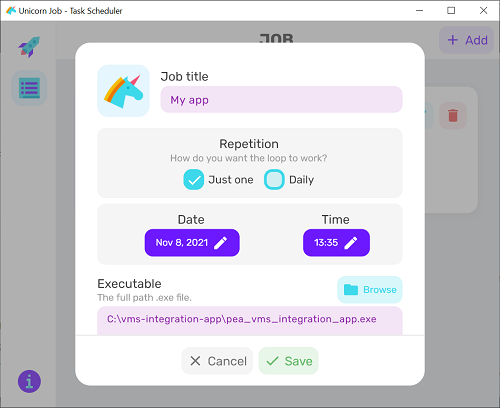 Unicorn Job - Task Scheduler
JOB
Add
Job title
My app
Repetition
How do you want the loop to work?
Just one
Daily
Date
Time
Nov 8, 2021
13:35
Executable
The full path .exe file.
Browse
C:\vms-integration-app\pea_vms_integration_app.exe
Cancel
Save
i